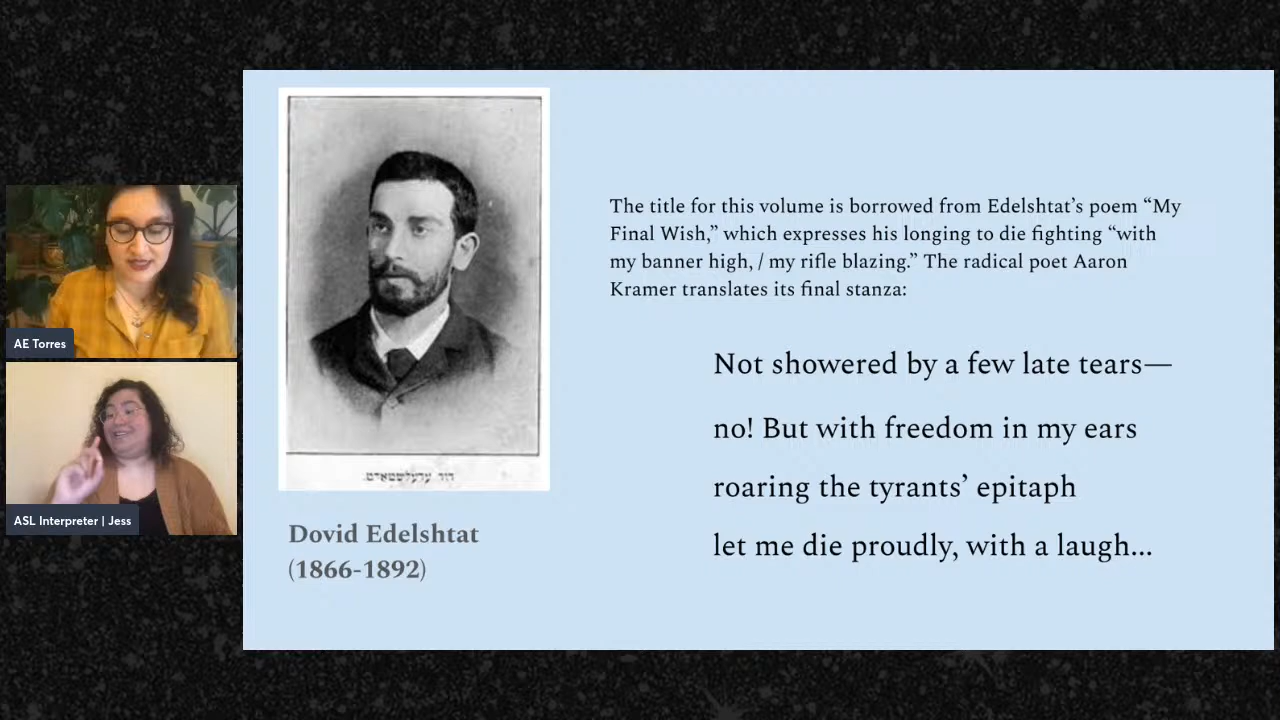 AE Torres
ASL Interpreter | Jess
דוד עדעלשטאדט.
Dovid Edelshtat
(1866-1892)
The title for this volume is borrowed from Edelshtat’s poem “My
Final Wish,” which expresses his longing to die fighting “with
my banner high, / my rifle blazing.” The radical poet Aaron
Kramer translates its final stanza:
Not showered by a few late tears—
no! But with freedom in my ears
roaring the tyrants’ epitaph
let me die proudly, with a laugh...